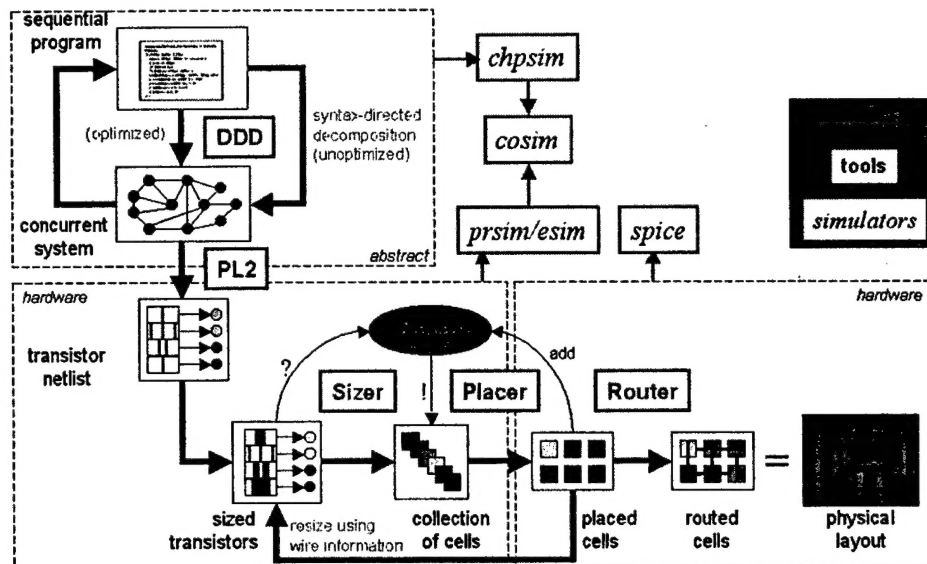 sequential
program
(optimized)
DDD
syntax-directed
decomposition
(unoptimized)
concurrent
system
abstract
PL2
chpsim
cosim
prsim/esim
spice
tools
simulators
hardware
hardware
transistor
netlist
?
!
add
Sizer
Placer
Router
=
sized
transistors
resize using
wire information
collection
of cells
placed
cells
routed
cells
physical
layout